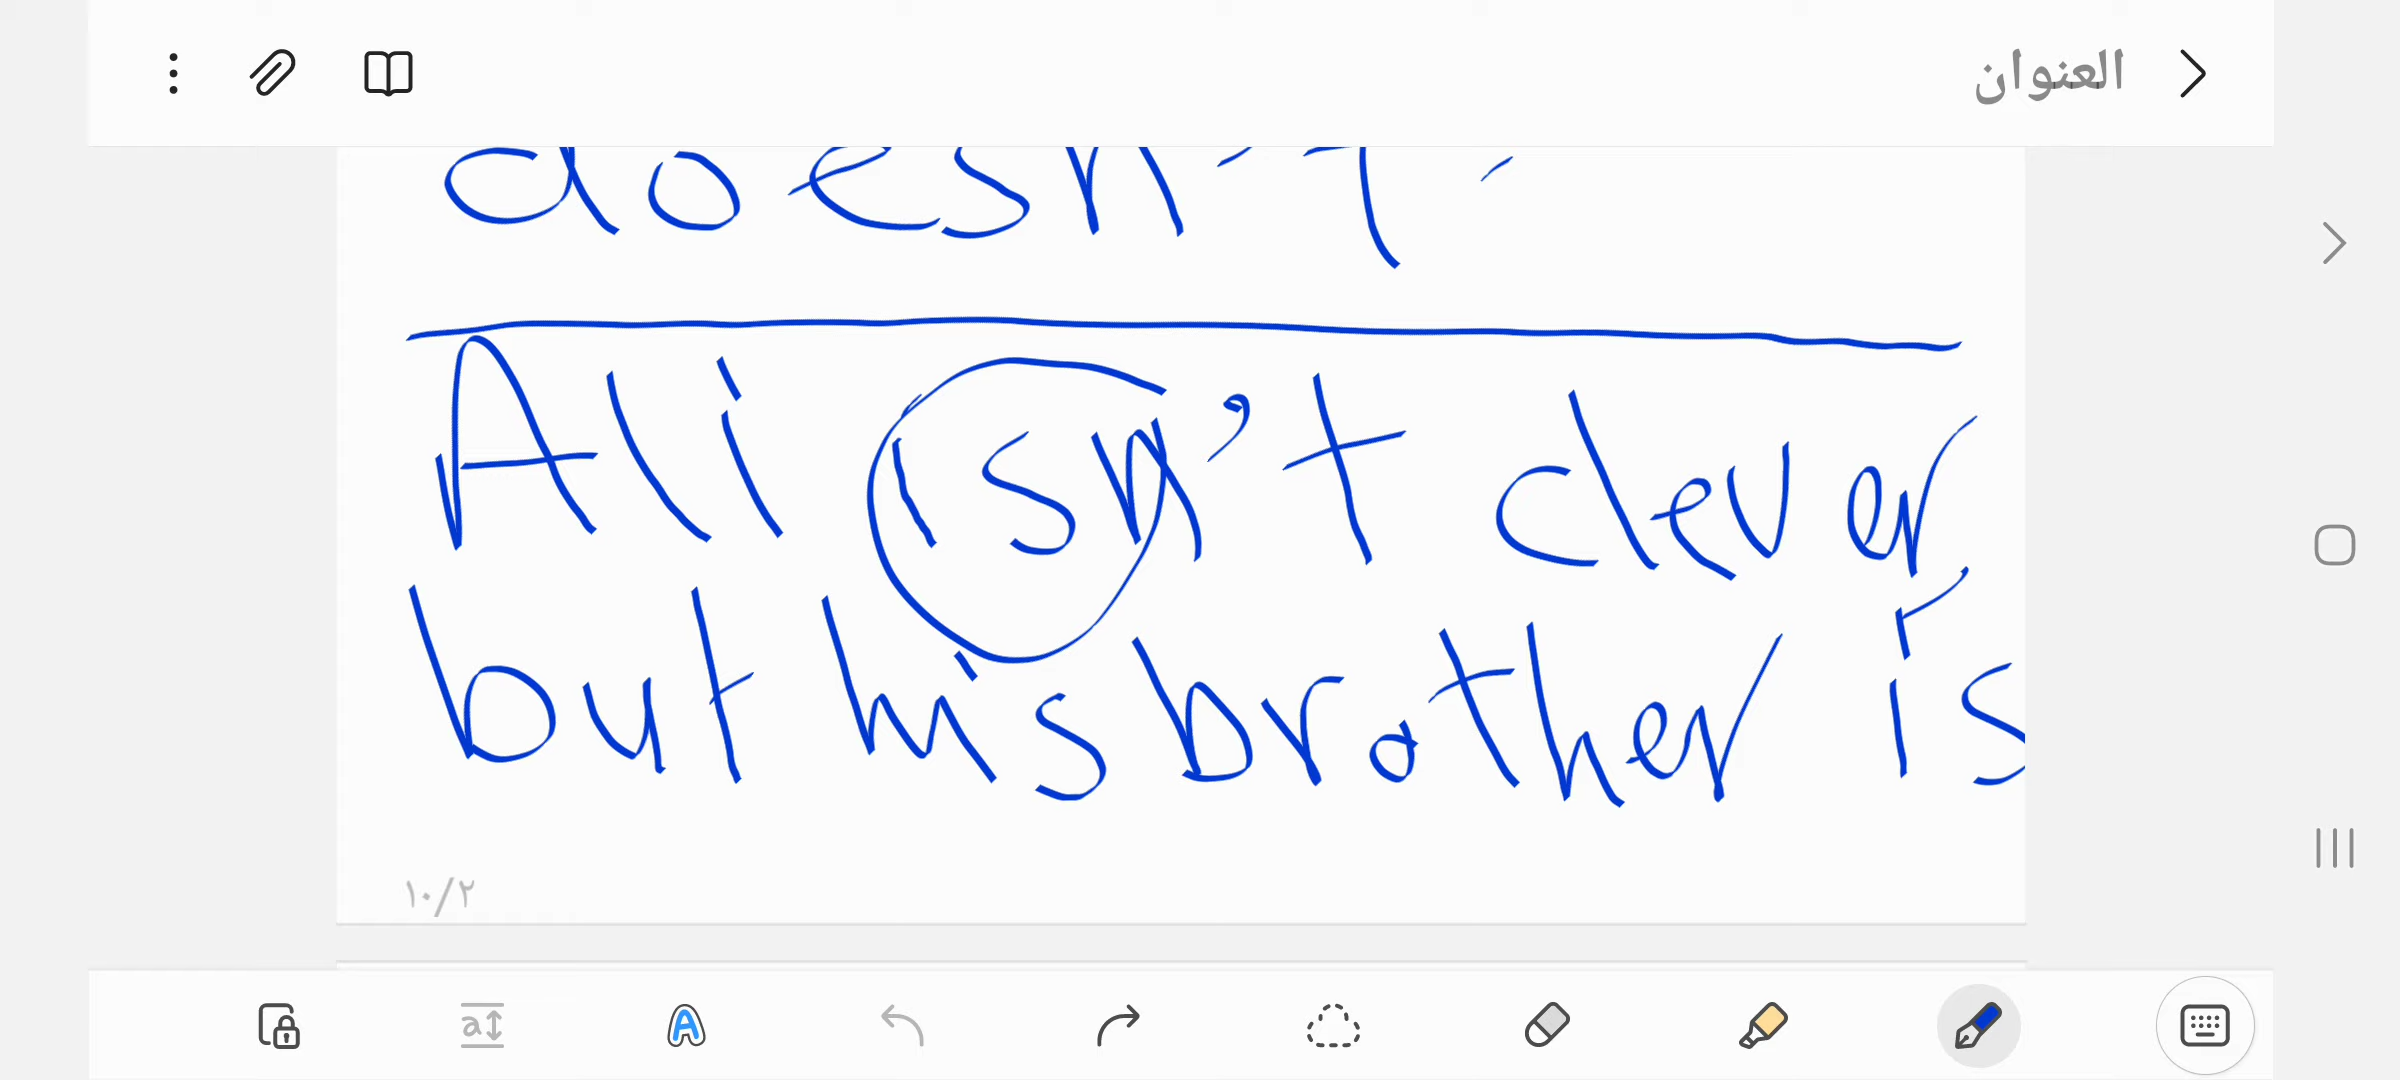 العنوان
doesn't.
Ali isn't clever,
but his brother is
١٠/٢